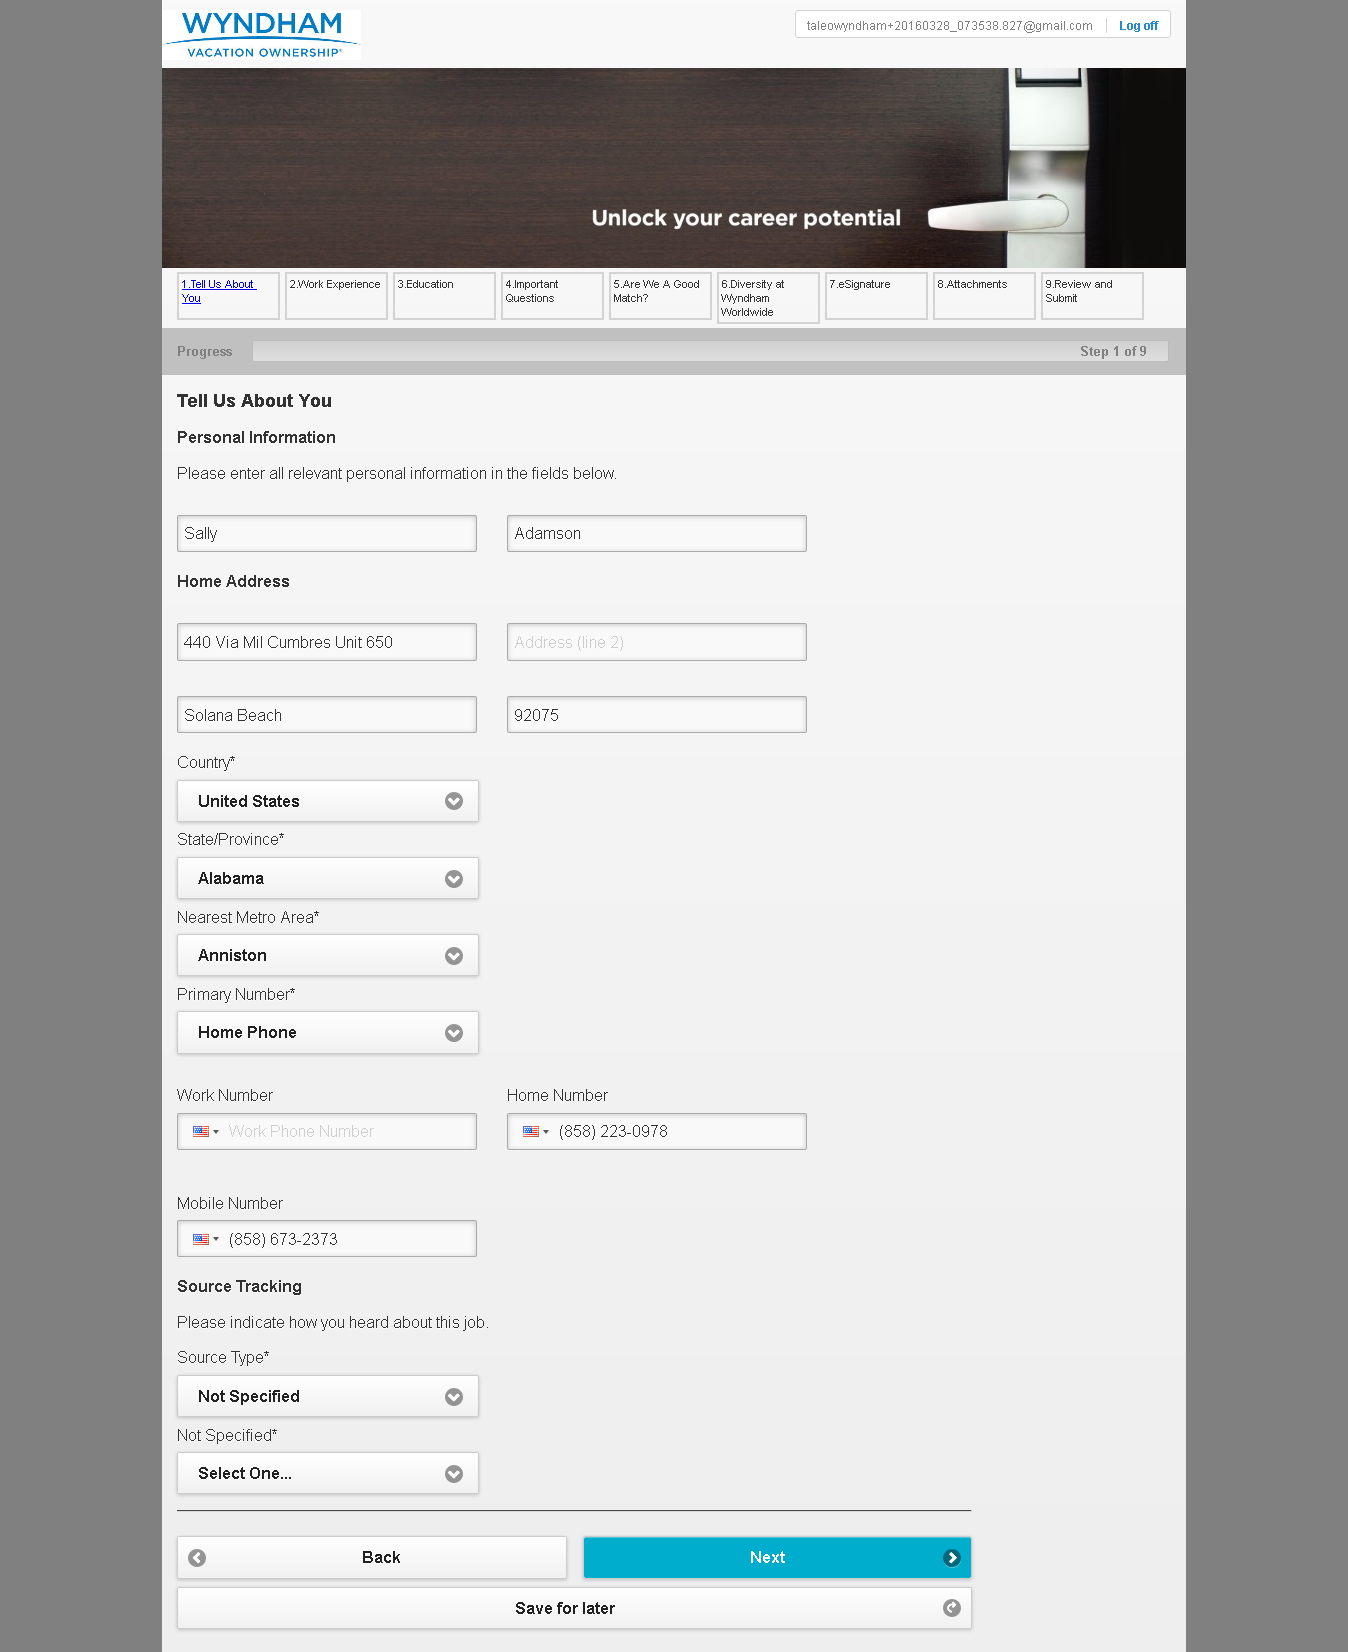 WYNDHAM
VACATION OWNERSHIP
taleowyndham+20160328_073538.827@gmail.com
Log off
Unlock your career potential
1.Tell Us About You
2.Work Experience
3.Education
4.Important Questions
5.Are We A Good Match?
6.Diversity at Wyndham Worldwide
7.eSignature
8.Attachments
9.Review and Submit
Progress
Step 1 of 9
Tell Us About You
Personal Information
Please enter all relevant personal information in the fields below.
Sally
Adamson
Home Address
440 Via Mil Cumbres Unit 650
Address (line 2)
Solana Beach
92075
Country*
United States
State/Province*
Alabama
Nearest Metro Area*
Anniston
Primary Number*
Home Phone
Work Number
Home Number
Work Phone Number
(858) 223-0978
Mobile Number
(858) 673-2373
Source Tracking
Please indicate how you heard about this job.
Source Type*
Not Specified
Not Specified*
Select One...
Back
Next
Save for later